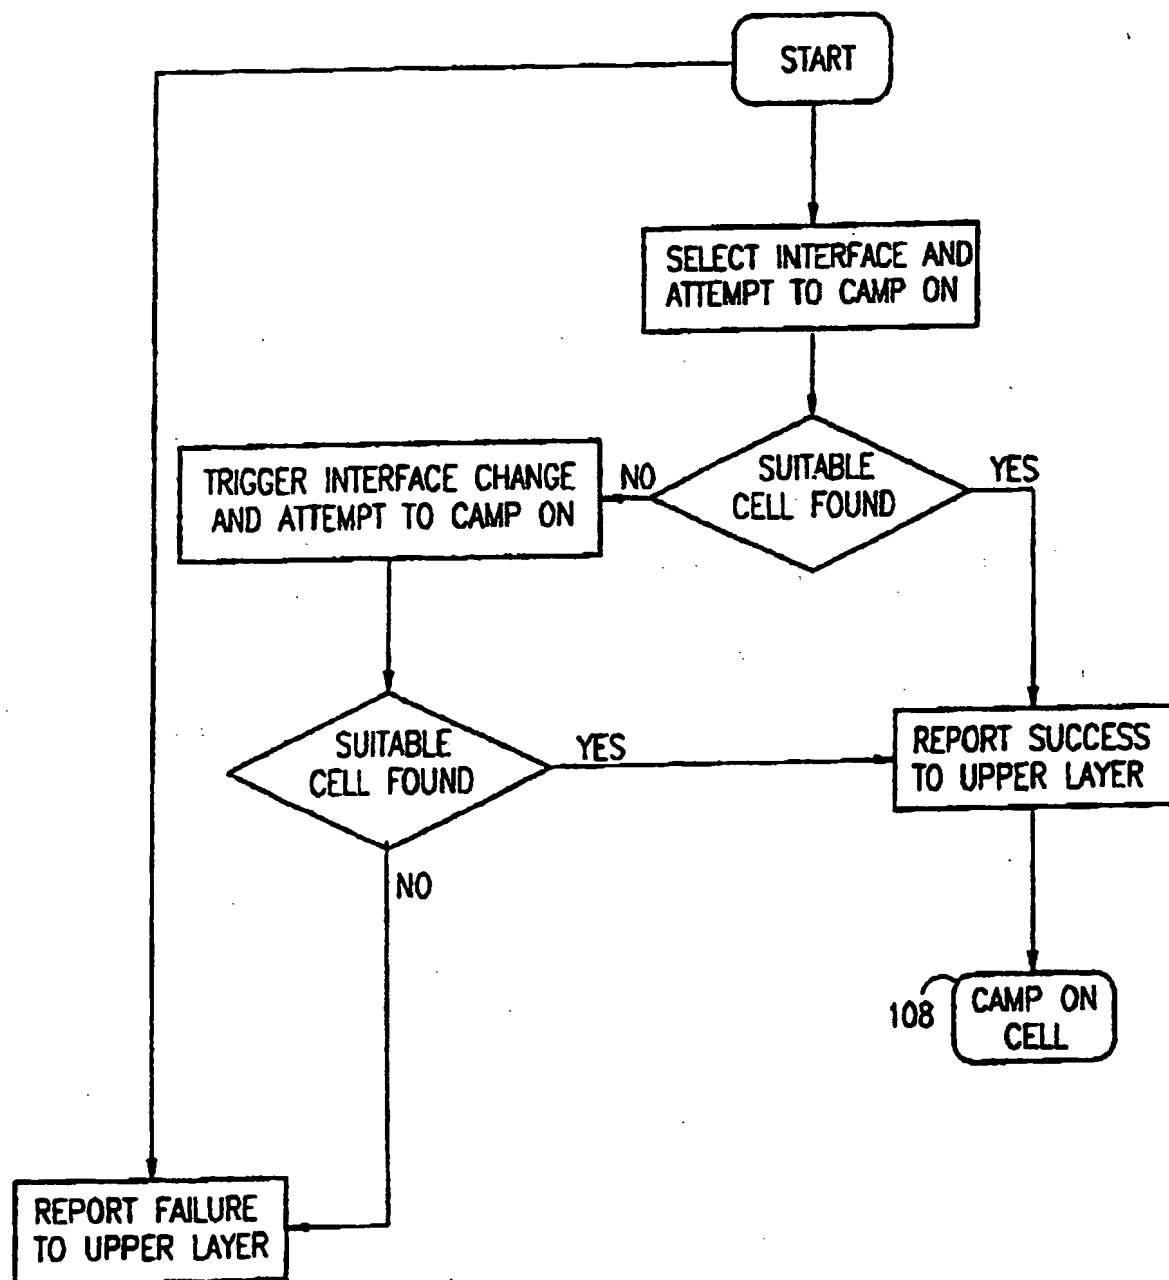 START
SELECT INTERFACE AND
ATTEMPT TO CAMP ON
SUITABLE
CELL FOUND
NO
YES
TRIGGER INTERFACE CHANGE
AND ATTEMPT TO CAMP ON
SUITABLE
CELL FOUND
YES
NO
REPORT SUCCESS
TO UPPER LAYER
108
CAMP ON
CELL
REPORT FAILURE
TO UPPER LAYER